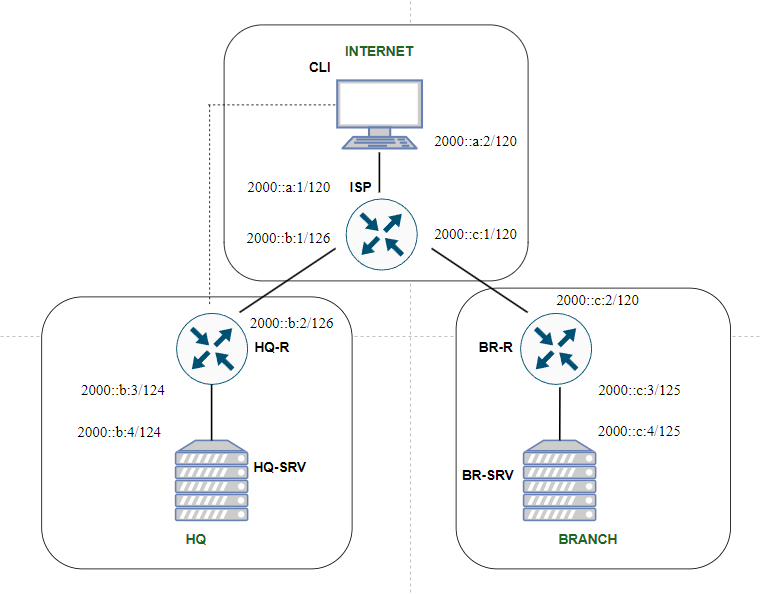 INTERNET
CLI
2000::a:2/120
2000::a:1/120
ISP
2000::b:1/126
2000::c:1/120
2000::c:2/120
2000::b:2/126
HQ-R
BR-R
2000::b:3/124
2000::c:3/125
2000::b:4/124
2000::c:4/125
HQ-SRV
BR-SRV
HQ
BRANCH